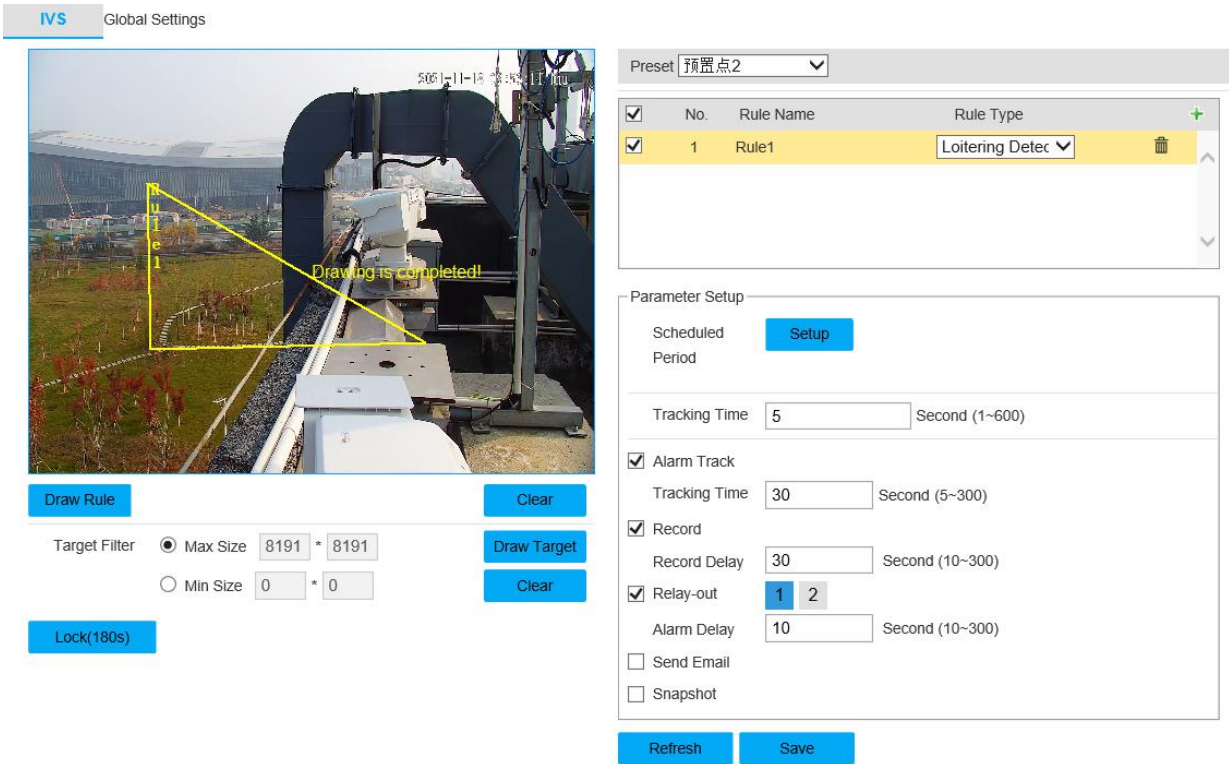 IVS Global Settings
Preset 预置点2
No. Rule Name Rule Type +
1 Rule1 Loitering Detec
Rule1
Drawing is completed!
Parameter Setup
Scheduled Period Setup
Tracking Time 5 Second (1~600)
Alarm Track
Tracking Time 30 Second (5~300)
Record
Record Delay 30 Second (10~300)
Relay-out 1 2
Alarm Delay 10 Second (10~300)
Send Email
Snapshot
Refresh Save
Draw Rule Clear
Target Filter Max Size 8191 * 8191 Draw Target
Min Size 0 * 0 Clear
Lock(180s)